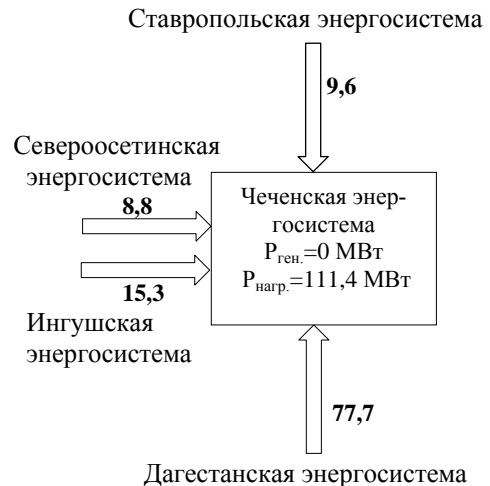 Ставропольская энергосистема
9,6
Североосетинская
энергосистема
8,8
Чеченская энер-
госистема
Pген.=0 МВт
Pнагр.=111,4 МВт
15,3
Ингушская
энергосистема
77,7
Дагестанская энергосистема